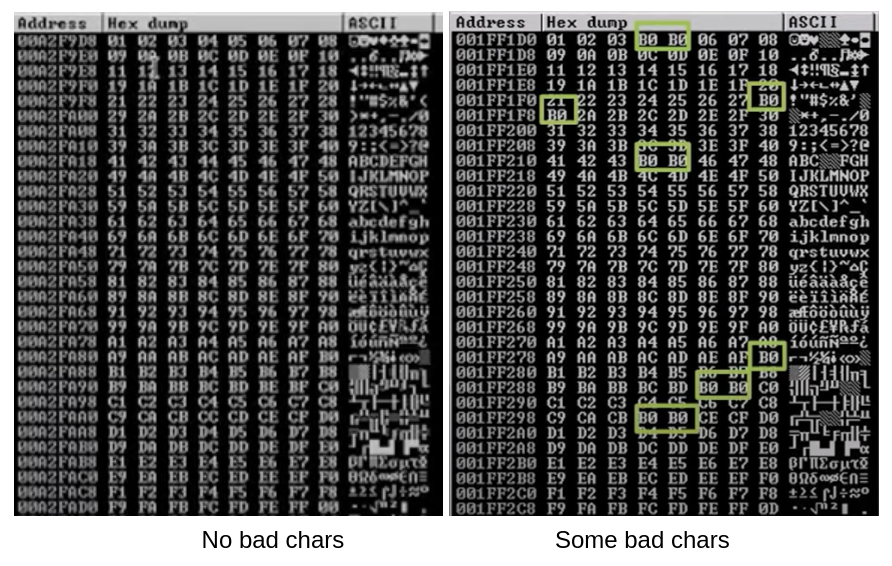 Address Hex dump ASCII
00A2F9D8 01 02 03 04 05 06 07 08
00A2F9E0 09 0A 0B 0C 0D 0E 0F 10
00A2F9E8 11 12 13 14 15 16 17 18
00A2F9F0 19 1A 1B 1C 1D 1E 1F 20
00A2F9F8 21 22 23 24 25 26 27 28 !"#$%&'(
00A2FA00 29 2A 2B 2C 2D 2E 2F 30 )*+,-./0
00A2FA08 31 32 33 34 35 36 37 38 12345678
00A2FA10 39 3A 3B 3C 3D 3E 3F 40 9:;<=>?@
00A2FA18 41 42 43 44 45 46 47 48 ABCDEFGH
00A2FA20 49 4A 4B 4C 4D 4E 4F 50 IJKLMNOP
00A2FA28 51 52 53 54 55 56 57 58 QRSTUVWX
00A2FA30 59 5A 5B 5C 5D 5E 5F 60 YZ[\]^_`
00A2FA38 61 62 63 64 65 66 67 68 abcdefgh
00A2FA40 69 6A 6B 6C 6D 6E 6F 70 ijklmnop
00A2FA48 71 72 73 74 75 76 77 78 qrstuvwx
00A2FA50 79 7A 7B 7C 7D 7E 7F 80
00A2FA58 81 82 83 84 85 86 87 88
00A2FA60 89 8A 8B 8C 8D 8E 8F 90
00A2FA68 91 92 93 94 95 96 97 98
00A2FA70 99 9A 9B 9C 9D 9E 9F A0
00A2FA78 A1 A2 A3 A4 A5 A6 A7 A8
00A2FA80 A9 AA AB AC AD AE AF B0
00A2FA88 B1 B2 B3 B4 B5 B6 B7 B8
00A2FA90 B9 BA BB BC BD BE BF C0
00A2FA98 C1 C2 C3 C4 C5 C6 C7 C8
00A2FAA0 C9 CA CB CC CD CE CF D0
00A2FAA8 D1 D2 D3 D4 D5 D6 D7 D8
00A2FAB0 D9 DA DB DC DD DE DF E0
00A2FAB8 E1 E2 E3 E4 E5 E6 E7 E8
00A2FAC0 E9 EA EB EC ED EE EF F0
00A2FAC8 F1 F2 F3 F4 F5 F6 F7 F8
00A2FAD0 F9 FA FB FC FD FE FF
No bad chars
Address Hex dump ASCII
001FF1D0 01 02 03 B0 B0 06 07 08
001FF1D8 09 0A 0B 0C 0D 0E 0F 10
001FF1E0 11 12 13 14 15 16 17 18
001FF1E8 19 1A 1B 1C 1D 1E 1F
001FF1F0 21 22 23 24 25 26 27 B0 !"#$%&'
001FF1F8 B0 2A 2B 2C 2D 2E 2F 30 *+,-./0
001FF200 31 32 33 34 35 36 37 38 12345678
001FF208 39 3A 3B 3C 3D 3E 3F 40 9:;<=>?@
001FF210 41 42 43 B0 B0 46 47 48 ABC FGH
001FF218 49 4A 4B 4C 4D 4E 4F 50 IJKLMNOP
001FF220 51 52 53 54 55 56 57 58 QRSTUVWX
001FF228 59 5A 5B 5C 5D 5E 5F 60 YZ[\]^_`
001FF230 61 62 63 64 65 66 67 68 abcdefgh
001FF238 69 6A 6B 6C 6D 6E 6F 70 ijklmnop
001FF240 71 72 73 74 75 76 77 78 qrstuvwx
001FF248 79 7A 7B 7C 7D 7E 7F 80
001FF250 81 82 83 84 85 86 87 88
001FF258 89 8A 8B 8C 8D 8E 8F 90
001FF260 91 92 93 94 95 96 97 98
001FF268 99 9A 9B 9C 9D 9E 9F A0
001FF270 A1 A2 A3 A4 A5 A6 A7
001FF278 A9 AA AB AC AD AE AF B0
001FF280 B1 B2 B3 B4 B5 B6 B7 B8
001FF288 B9 BA BB BC BD B0 B0 C0
001FF290 C1 C2 C3 C4 C5 C6 C7 C8
001FF298 C9 CA CB B0 B0 CE CF D0
001FF2A0 D1 D2 D3 D4 D5 D6 D7 D8
001FF2A8 D9 DA DB DC DD DE DF E0
001FF2B0 E1 E2 E3 E4 E5 E6 E7 E8
001FF2B8 E9 EA EB EC ED EE EF F0
001FF2C0 F1 F2 F3 F4 F5 F6 F7 F8
001FF2C8 F9 FA FB FC FD FE FF 0D
Some bad chars